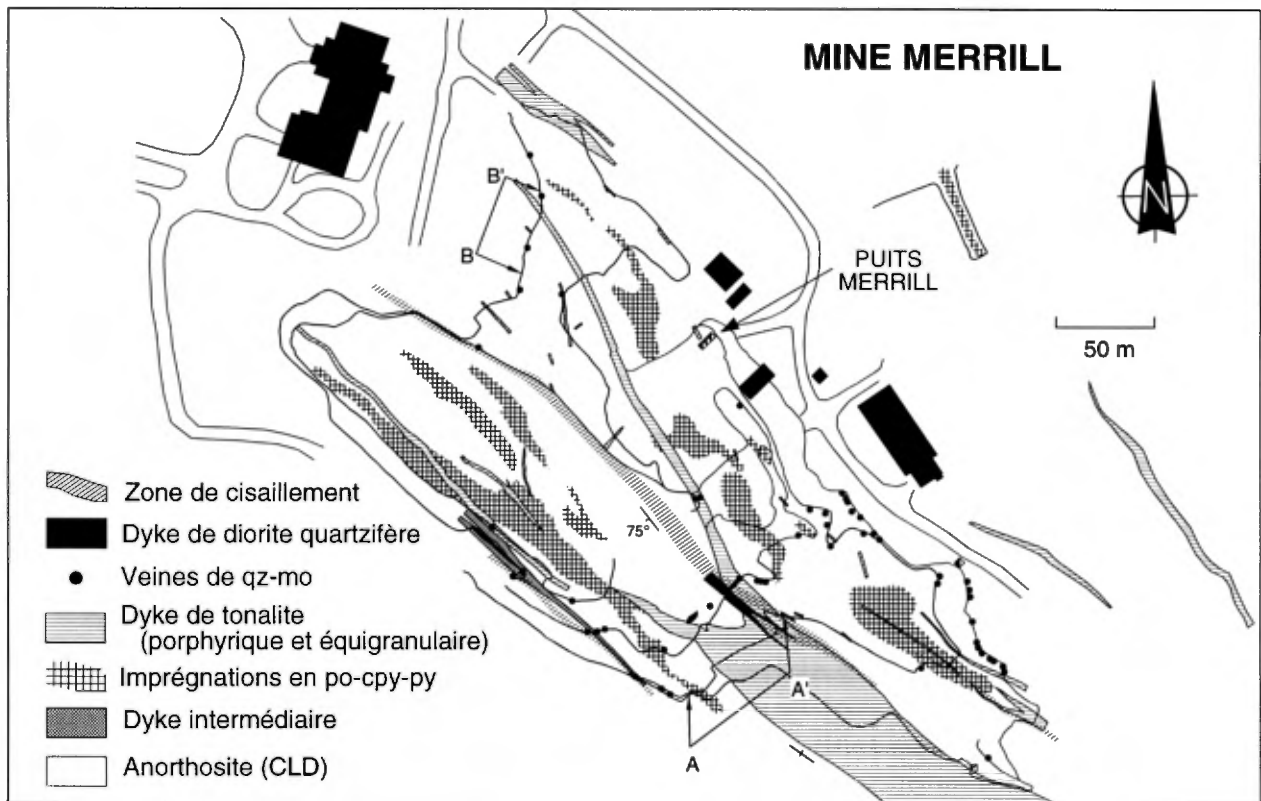 MINE MERRILL
N
B'
B
PUITS
MERRILL
50 m
75°
A'
A
Zone de cisaillement
Dyke de diorite quartzifère
Veines de qz-mo
Dyke de tonalite
(porphyrique et équigranulaire)
Imprégnations en po-cpy-py
Dyke intermédiaire
Anorthosite (CLD)